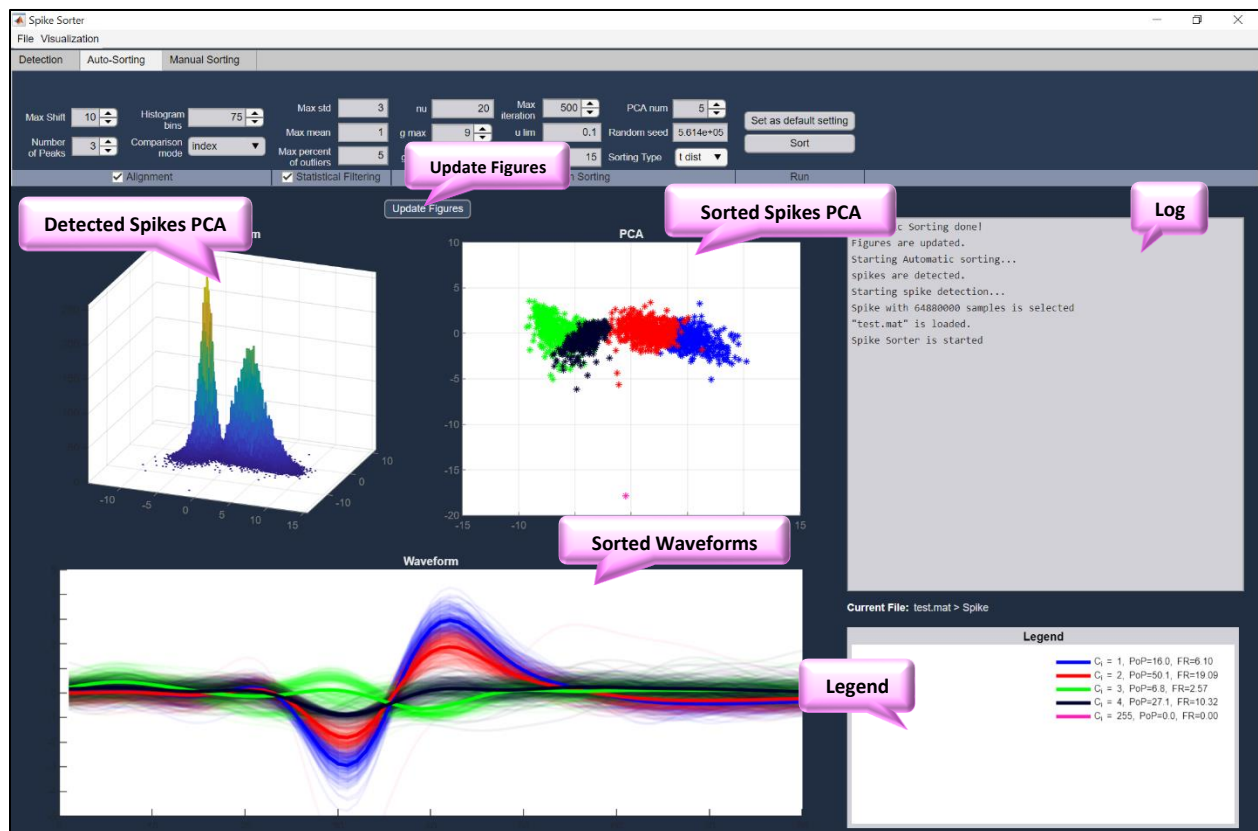 Spike Sorter
File Visualization
Detection Auto-Sorting Manual Sorting
Max Shift 10 Histogram bins 75 Max std 3 nu 20 Max iteration 500 PCA num 5 Set as default setting
Max mean 1 g max 9 u lim 0.1 Random seed 5.614e+05 Sort
Number of Peaks 3 Comparison mode index Max percent of outliers 5 15 Sorting Type t dist
Alignment Statistical Filtering Sorting Run
Update Figures
Update Figures
Detected Spikes PCA
Sorted Spikes PCA
Log
PCA
10
5
0
-5
-10
-15
-20
-15 -10 15
10
0
-10
-10 -5 0 5 10 15
Sorting done!
Figures are updated.
Starting Automatic sorting...
spikes are detected.
Starting spike detection...
Spike with 64880000 samples is selected
"test.mat" is loaded.
Spike Sorter is started
Sorted Waveforms
Waveform
Current File: test.mat > Spike
Legend
Legend
C_i = 1, PoP=16.0, FR=6.10
C_i = 2, PoP=50.1, FR=19.09
C_i = 3, PoP=6.8, FR=2.57
C_i = 4, PoP=27.1, FR=10.32
C_i = 255, PoP=0.0, FR=0.00